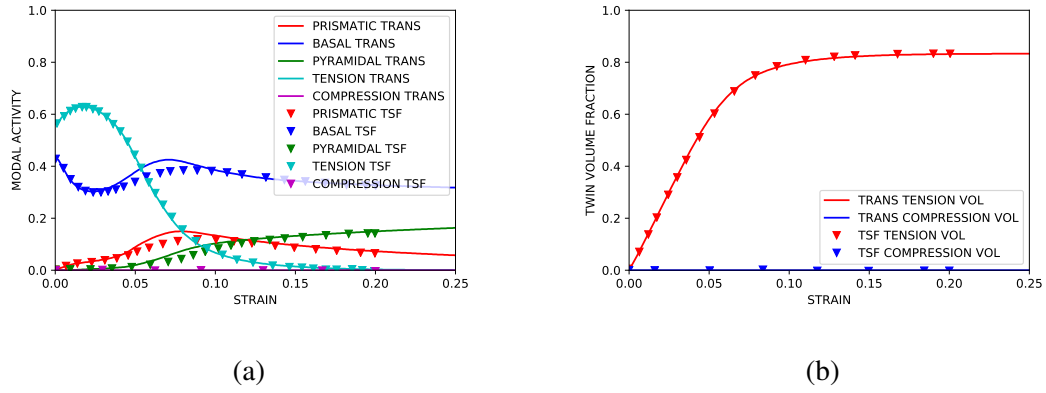 1.0
0.8
0.6
0.4
0.2
0.0
MODAL ACTIVITY
0.00 0.05 0.10 0.15 0.20 0.25
STRAIN
PRISMATIC TRANS
BASAL TRANS
PYRAMIDAL TRANS
TENSION TRANS
COMPRESSION TRANS
PRISMATIC TSF
BASAL TSF
PYRAMIDAL TSF
TENSION TSF
COMPRESSION TSF
(a)
1.0
0.8
0.6
0.4
0.2
0.0
TWIN VOLUME FRACTION
0.00 0.05 0.10 0.15 0.20 0.25
STRAIN
TRANS TENSION VOL
TRANS COMPRESSION VOL
TSF TENSION VOL
TSF COMPRESSION VOL
(b)